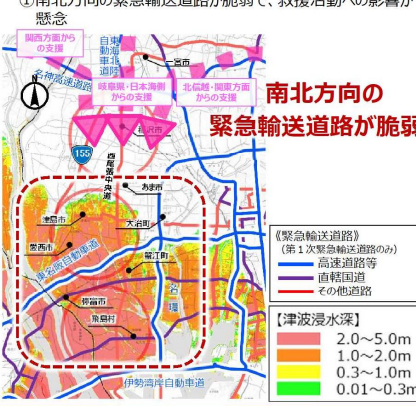 ①南北方向の緊急輸送道路が脆弱で、救援活動への影響が
懸念
関西方面から
の支援
東海北陸
自動車道
一宮市
名神高速道路
岐阜県・日本海側
からの支援
北信越・関東方面
からの支援
南北方向の
緊急輸送道路が脆弱
稲沢市
155
西尾張中央道
あま市
津島市
大治町
愛西市
東名阪自動車道
蟹江町
名二環
弥富市
飛島村
伊勢湾岸自動車道
《緊急輸送道路》
(第1次緊急輸送道路のみ)
高速道路等
直轄国道
その他道路
【津波浸水深】
2.0～5.0m
1.0～2.0m
0.3～1.0m
0.01～0.3m